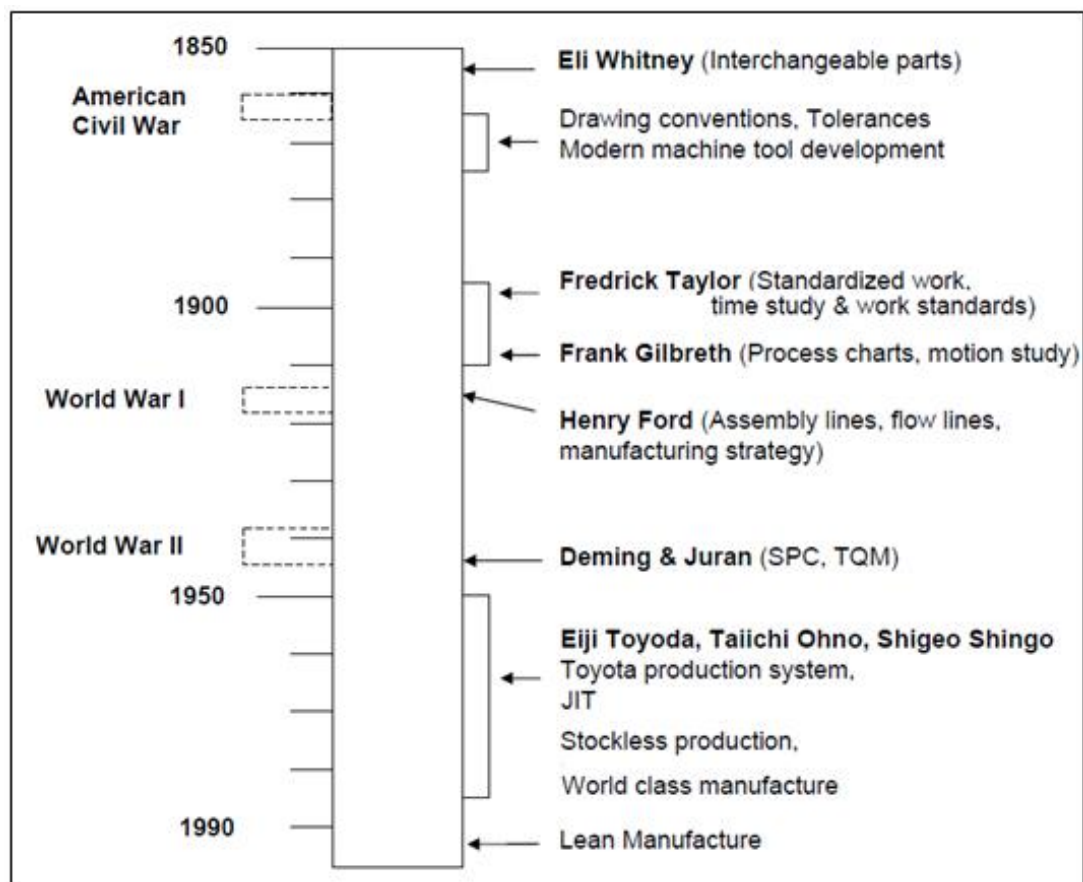 1850
Eli Whitney (Interchangeable parts)
American
Civil War
Drawing conventions, Tolerances
Modern machine tool development
Fredrick Taylor (Standardized work,
time study & work standards)
1900
Frank Gilbreth (Process charts, motion study)
World War I
Henry Ford (Assembly lines, flow lines,
manufacturing strategy)
World War II
Deming & Juran (SPC, TQM)
1950
Eiji Toyoda, Taiichi Ohno, Shigeo Shingo
Toyota production system,
JIT
Stockless production,
World class manufacture
1990
Lean Manufacture